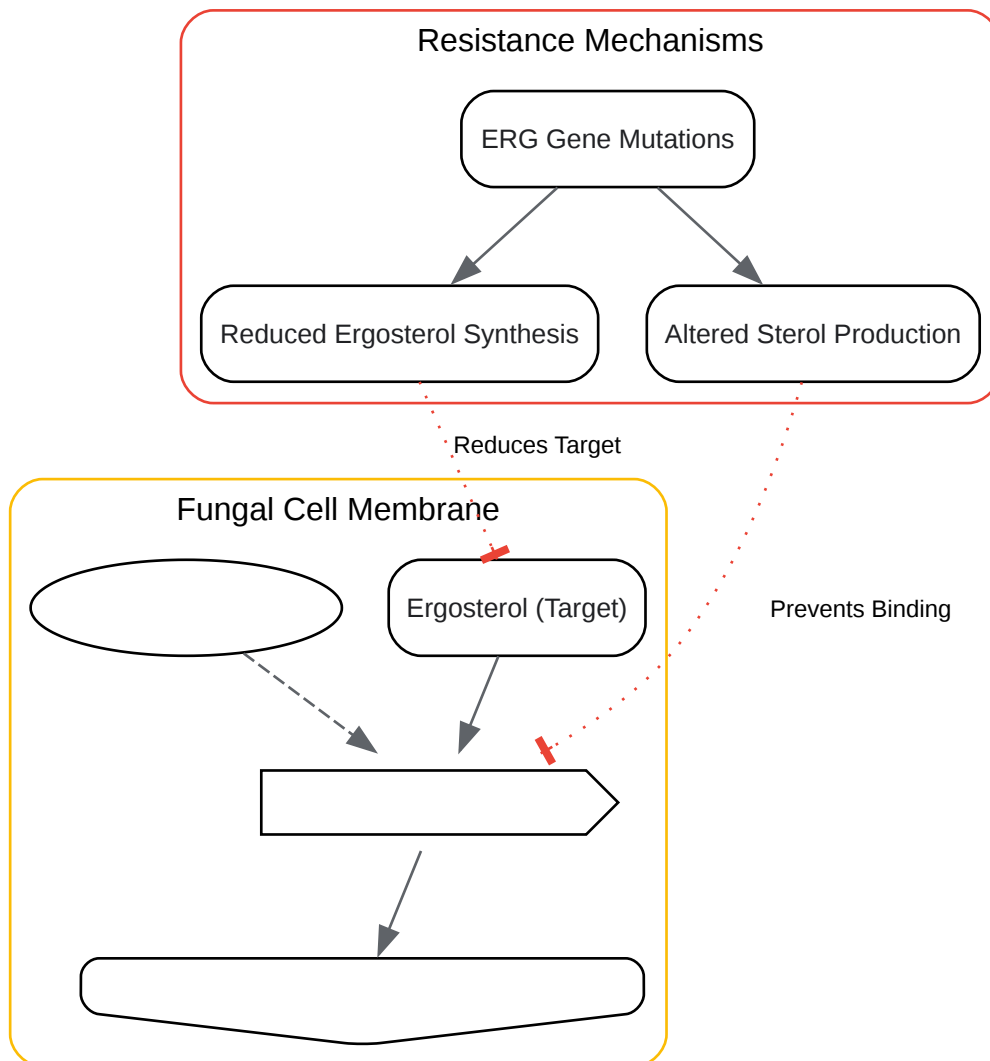 Resistance Mechanisms
ERG Gene Mutations
Reduced Ergosterol Synthesis
Altered Sterol Production
Reduces Target
Fungal Cell Membrane
Ergosterol (Target)
Prevents Binding